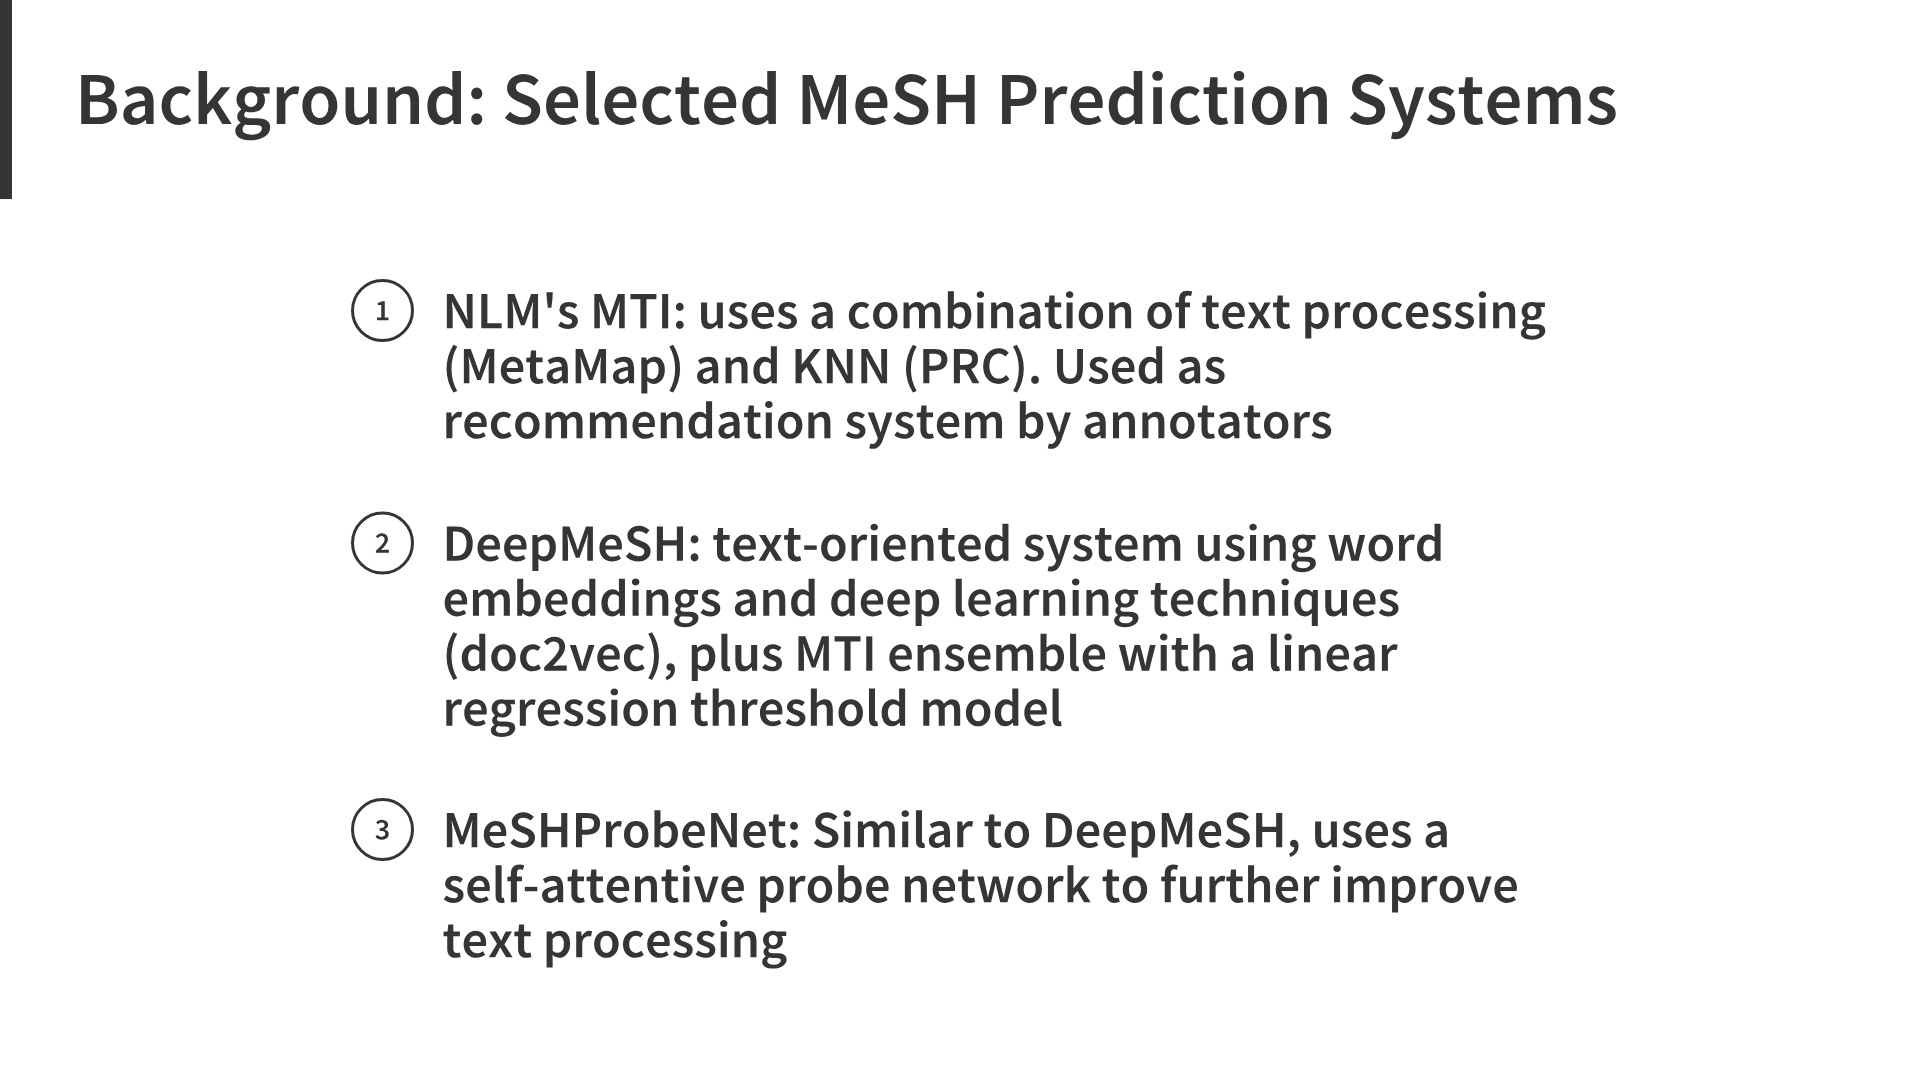 Background: Selected MeSH Prediction Systems
1
NLM's MTI: uses a combination of text processing
(MetaMap) and KNN (PRC). Used as
recommendation system by annotators
2
DeepMeSH: text-oriented system using word
embeddings and deep learning techniques
(doc2vec), plus MTI ensemble with a linear
regression threshold model
3
MeSHProbeNet: Similar to DeepMeSH, uses a
self-attentive probe network to further improve
text processing